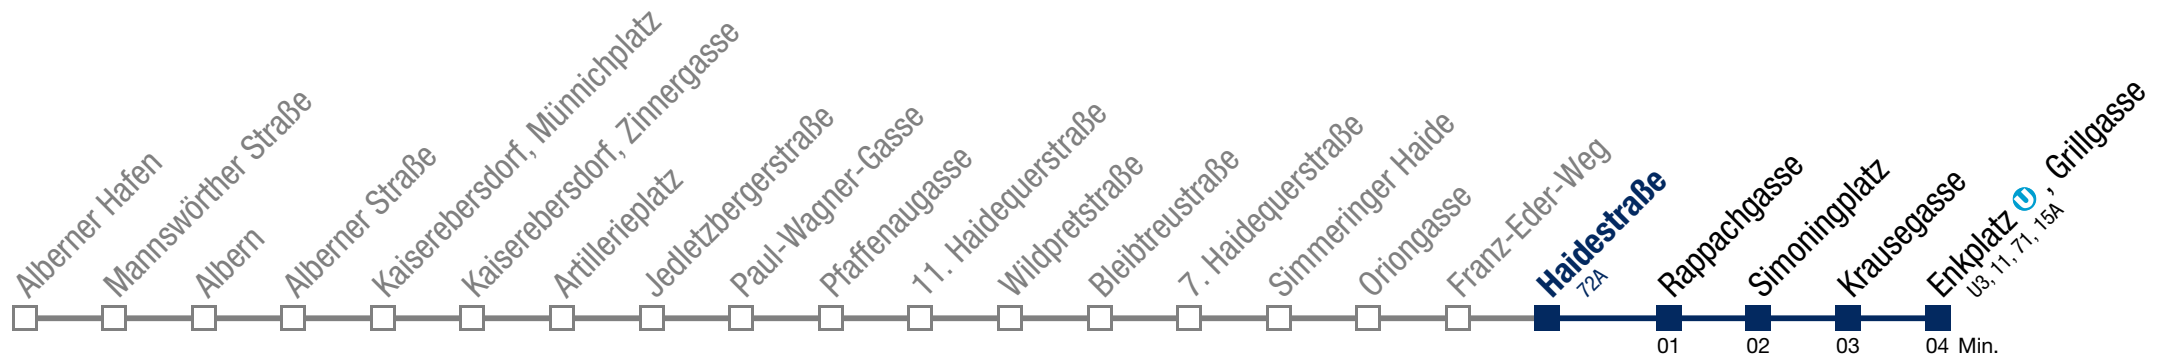 Alberner Hafen
Mannswörther Straße
Albern
Alberner Straße
Kaiserebersdorf, Münnichplatz
Kaiserebersdorf, Zinnergasse
Artillerieplatz
Jedletzbergerstraße
Paul-Wagner-Gasse
Pfaffenaugasse
11. Haidequerstraße
Wildpretstraße
Bleibtreustraße
7. Haidequerstraße
Simmeringer Haide
Oriongasse
Franz-Eder-Weg
Haidestraße
72A
Rappachgasse
Simoningplatz
Krausegasse
Enkplatz U, Grillgasse
U3, 11, 71, 15A
01 02 03 04 Min.